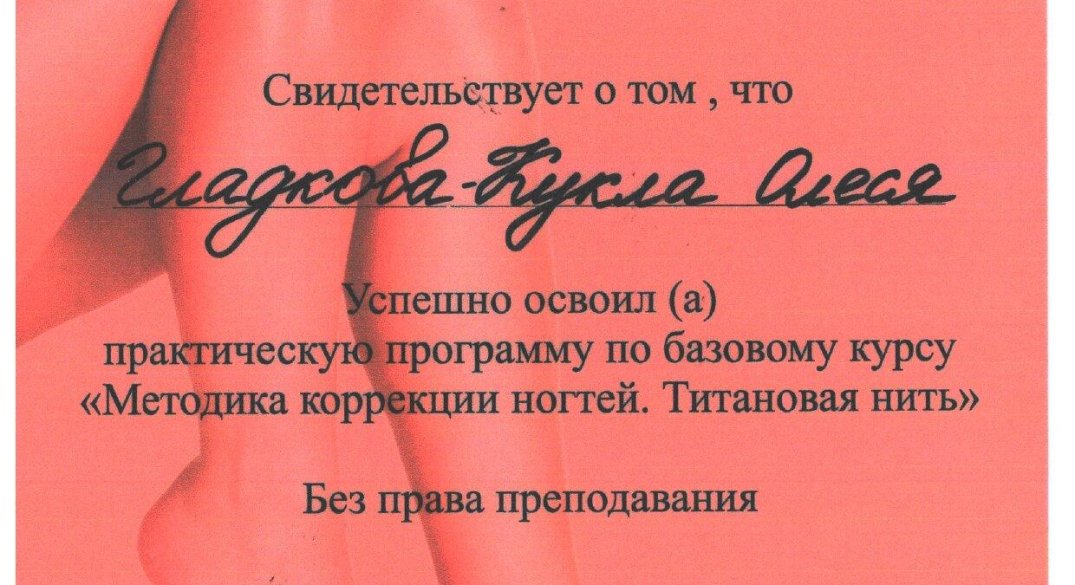 Свидетельствует о том , что
Гладкова-Кукла Олеся
Успешно освоил (а)
практическую программу по базовому курсу
«Методика коррекции ногтей. Титановая нить»
Без права преподавания